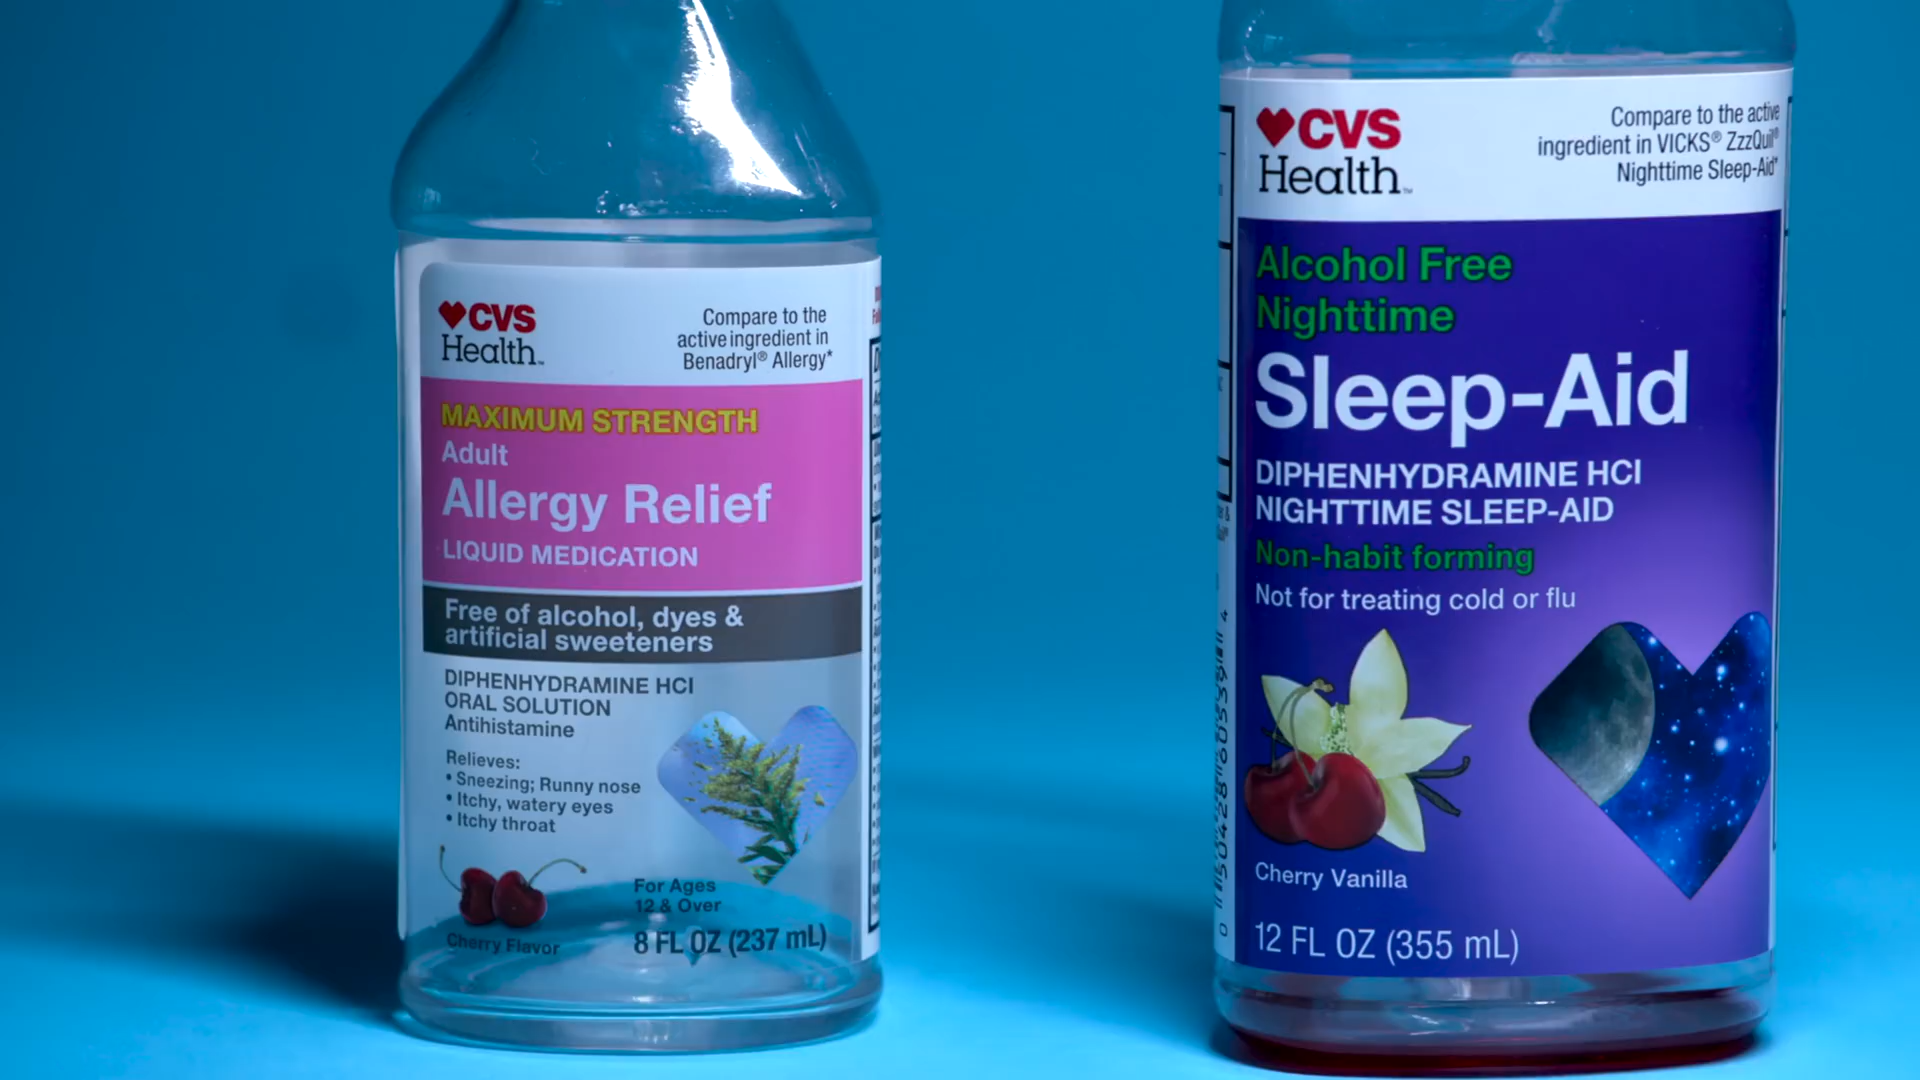 CVS
Health™
Compare to the
active ingredient in
Benadryl® Allergy*
MAXIMUM STRENGTH
Adult
Allergy Relief
LIQUID MEDICATION
Free of alcohol, dyes &
artificial sweeteners
DIPHENHYDRAMINE HCl
ORAL SOLUTION
Antihistamine
Relieves:
• Sneezing; Runny nose
• Itchy, watery eyes
• Itchy throat
Cherry Flavor
For Ages
12 & Over
8 FL OZ (237 mL)
CVS
Health™
Compare to the active
ingredient in VICKS® ZzzQuil®
Nighttime Sleep-Aid*
Alcohol Free
Nighttime
Sleep-Aid
DIPHENHYDRAMINE HCl
NIGHTTIME SLEEP-AID
Non-habit forming
Not for treating cold or flu
Cherry Vanilla
12 FL OZ (355 mL)